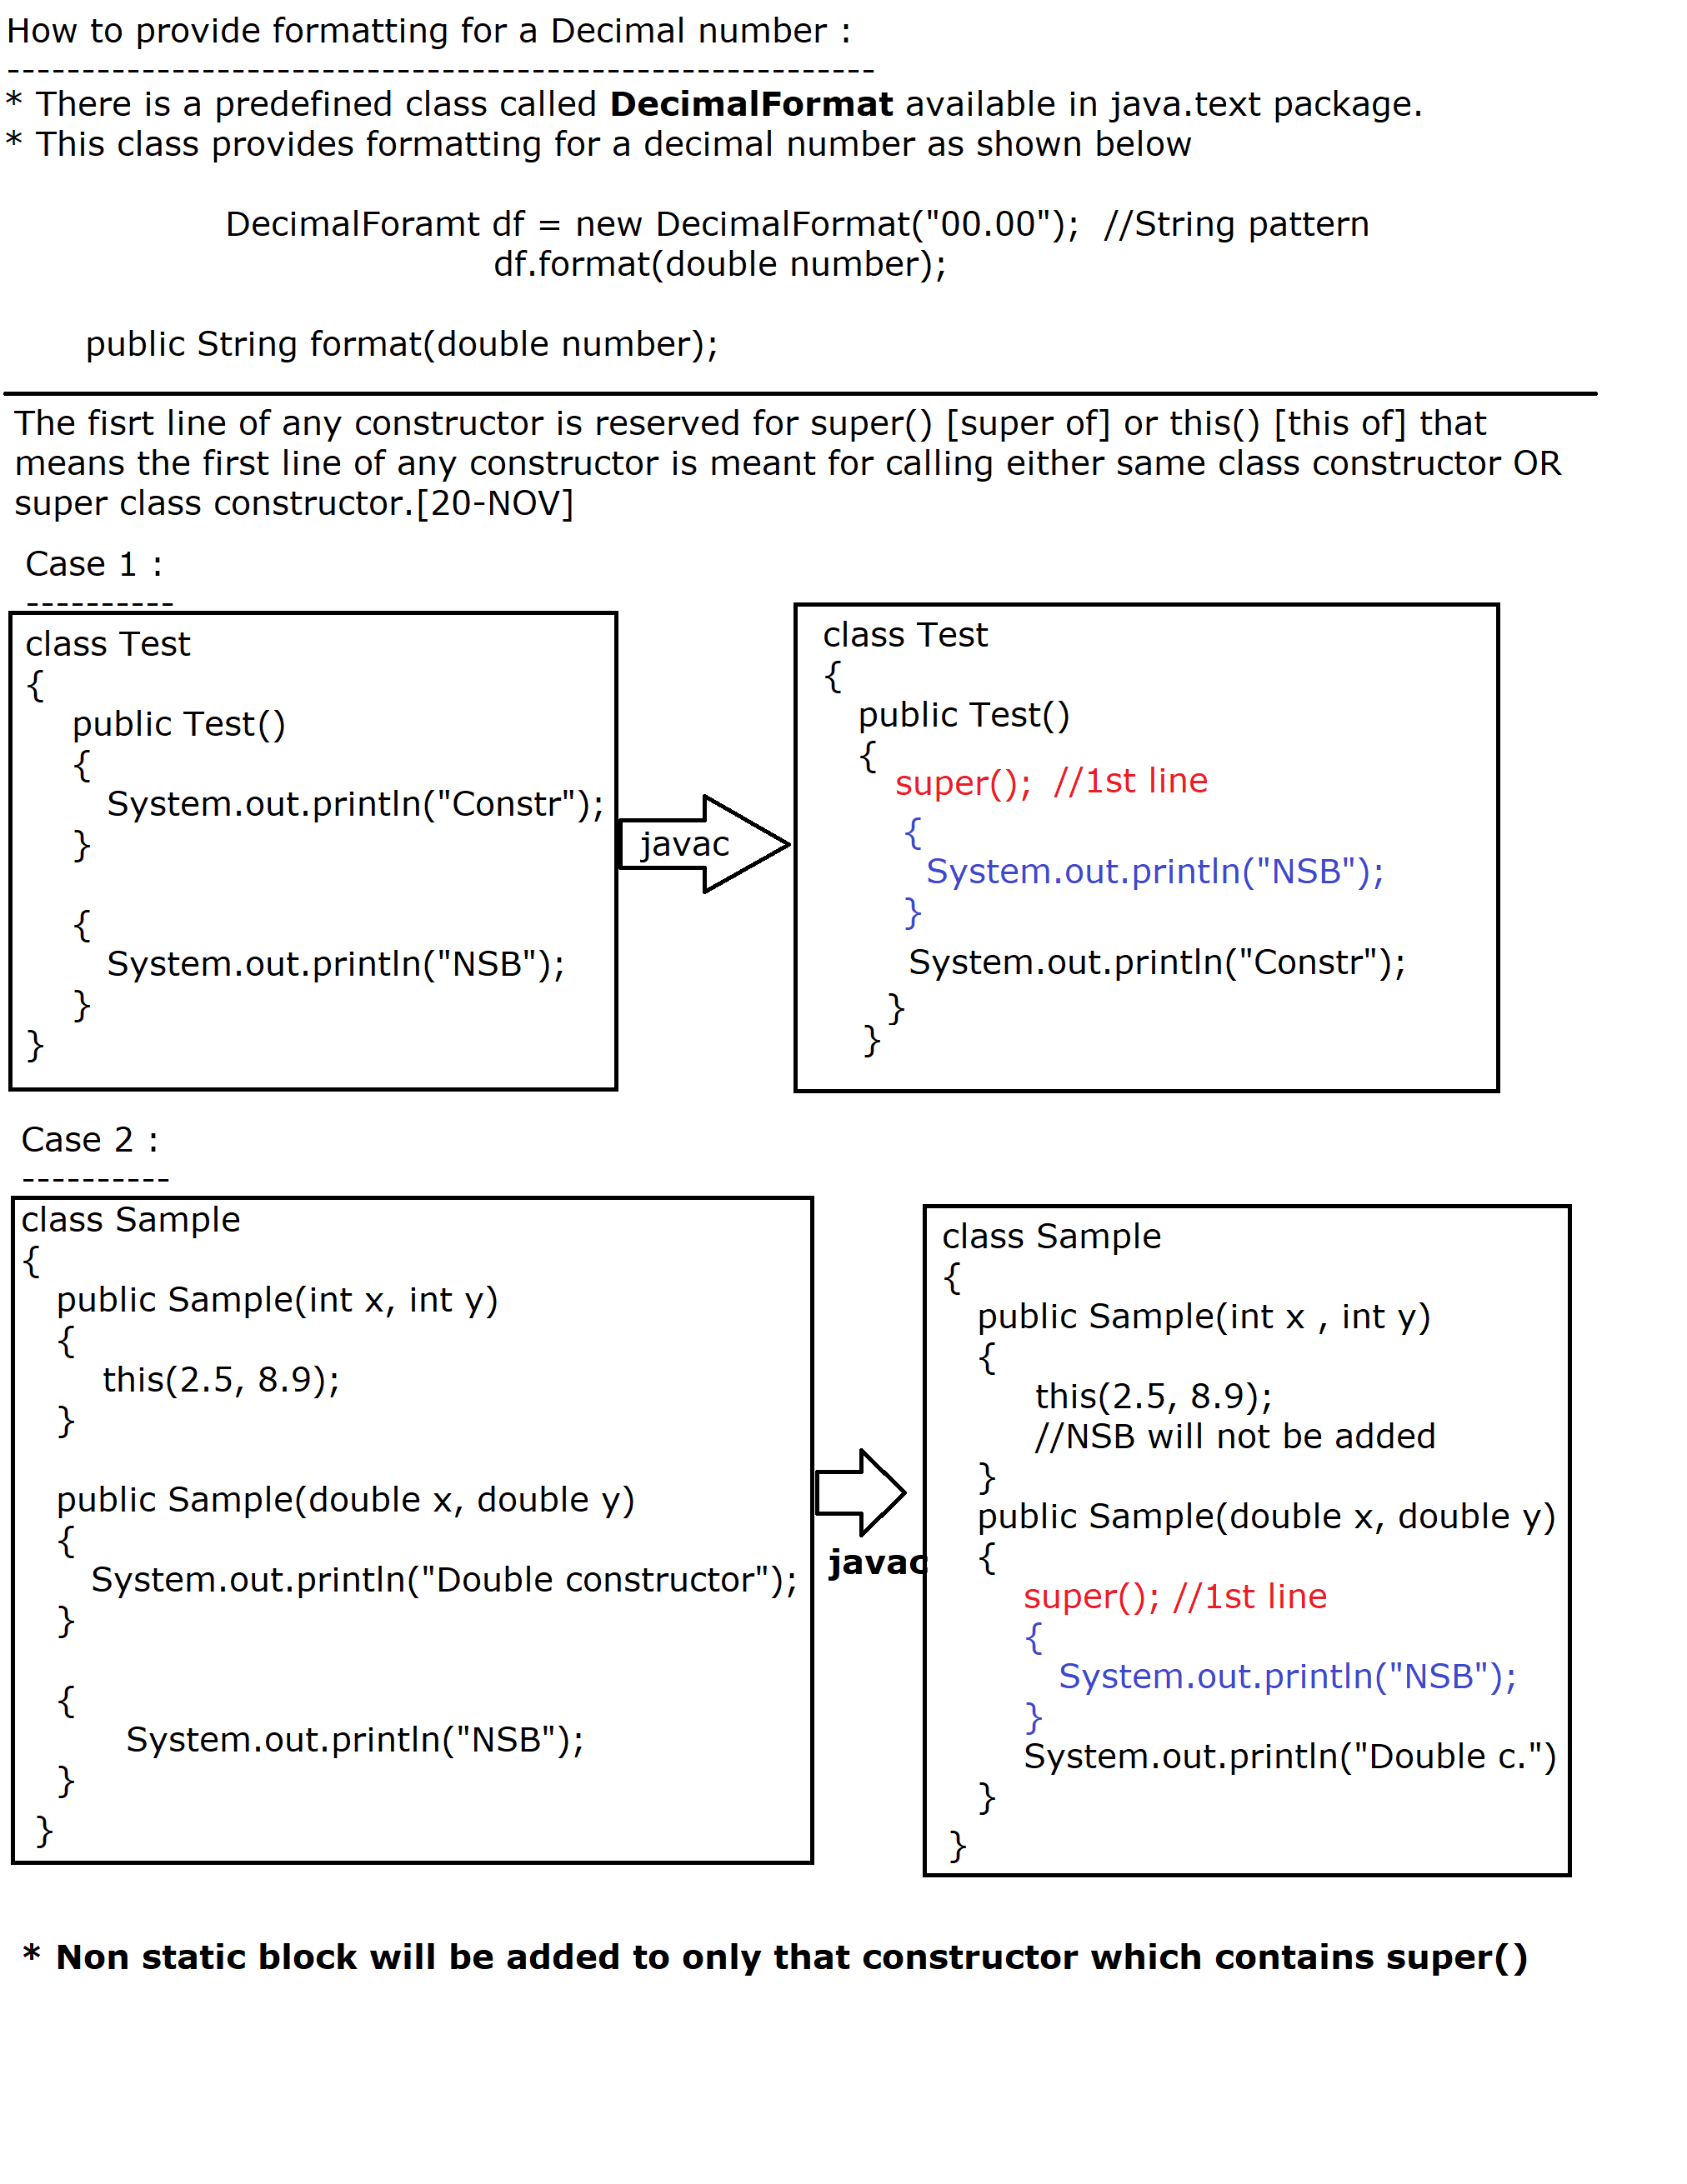 How to provide formatting for a Decimal number :
----------------------------------------------------------
* There is a predefined class called DecimalFormat available in java.text package.
* This class provides formatting for a decimal number as shown below
DecimalForamt df = new DecimalFormat("00.00");  //String pattern
df.format(double number);
public String format(double number);
The fisrt line of any constructor is reserved for super() [super of] or this() [this of] that
means the first line of any constructor is meant for calling either same class constructor OR
super class constructor.[20-NOV]
Case 1 :
----------
class Test
{
public Test()
{
System.out.println("Constr");
}
{
System.out.println("NSB");
}
}
javac
class Test
{
public Test()
{
super();  //1st line
{
System.out.println("NSB");
}
System.out.println("Constr");
}
}
Case 2 :
----------
class Sample
{
public Sample(int x, int y)
{
this(2.5, 8.9);
}
public Sample(double x, double y)
{
System.out.println("Double constructor");
}
{
System.out.println("NSB");
}
}
javac
class Sample
{
public Sample(int x , int y)
{
this(2.5, 8.9);
//NSB will not be added
}
public Sample(double x, double y)
{
super(); //1st line
{
System.out.println("NSB");
}
System.out.println("Double c.")
}
}
* Non static block will be added to only that constructor which contains super()